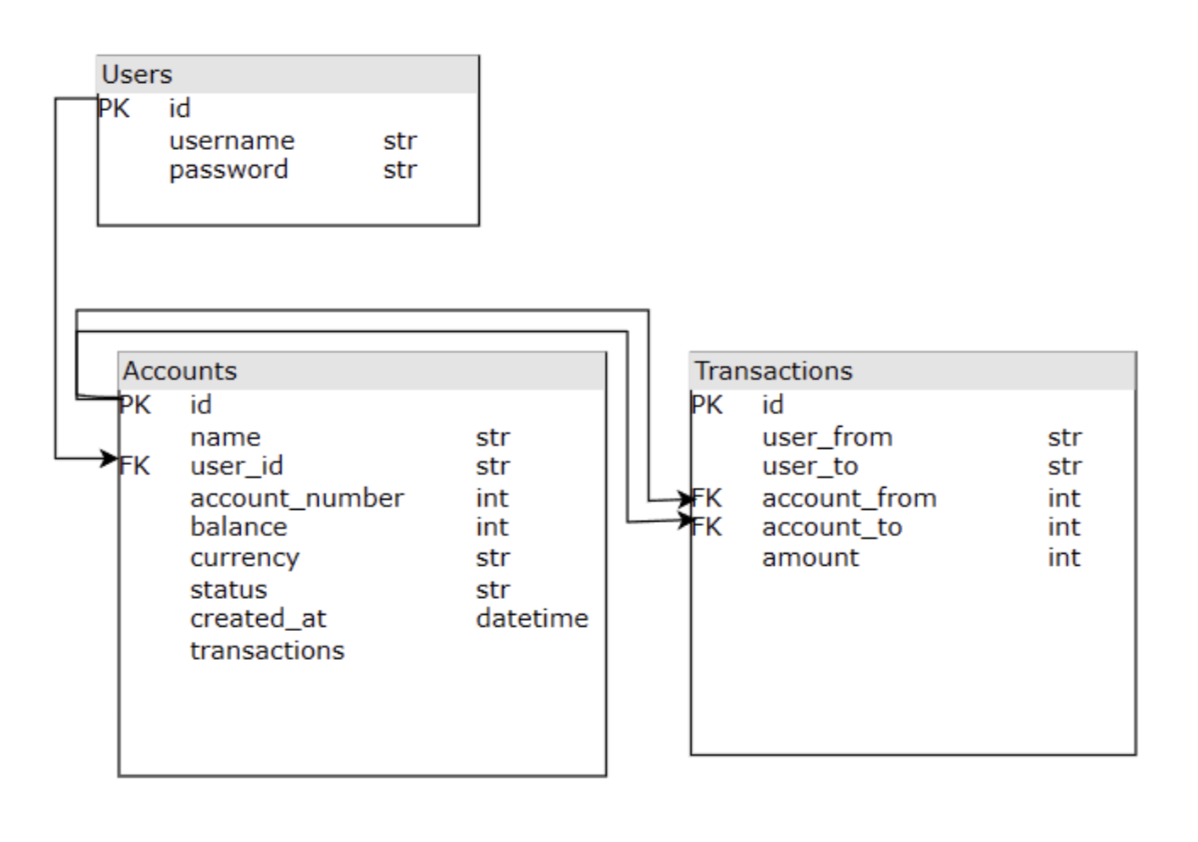 Users
PK id
username str
password str
Accounts
PK id
name str
FK user_id str
account_number int
balance int
currency str
status str
created_at datetime
transactions
Transactions
PK id
user_from str
user_to str
FK account_from int
FK account_to int
amount int